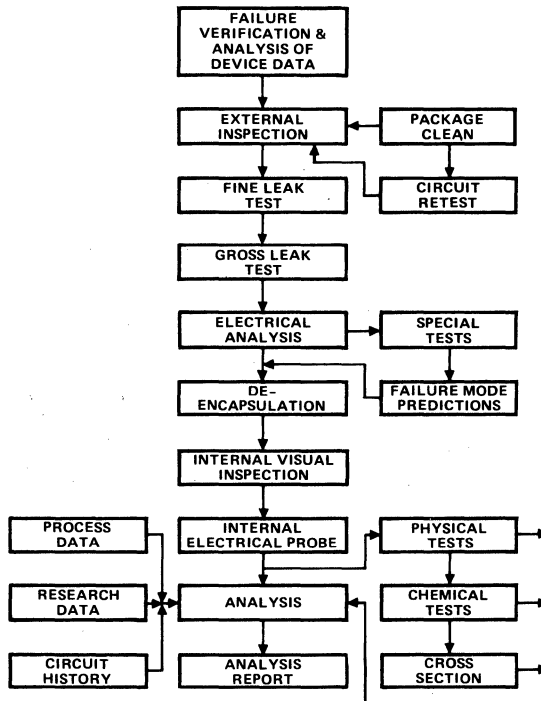 FAILURE
VERIFICATION &
ANALYSIS OF
DEVICE DATA
EXTERNAL
INSPECTION
PACKAGE
CLEAN
FINE LEAK
TEST
CIRCUIT
RETEST
GROSS LEAK
TEST
ELECTRICAL
ANALYSIS
SPECIAL
TESTS
DE-
ENCAPSULATION
FAILURE MODE
PREDICTIONS
INTERNAL VISUAL
INSPECTION
PROCESS
DATA
INTERNAL
ELECTRICAL PROBE
PHYSICAL
TESTS
RESEARCH
DATA
ANALYSIS
CHEMICAL
TESTS
CIRCUIT
HISTORY
ANALYSIS
REPORT
CROSS
SECTION